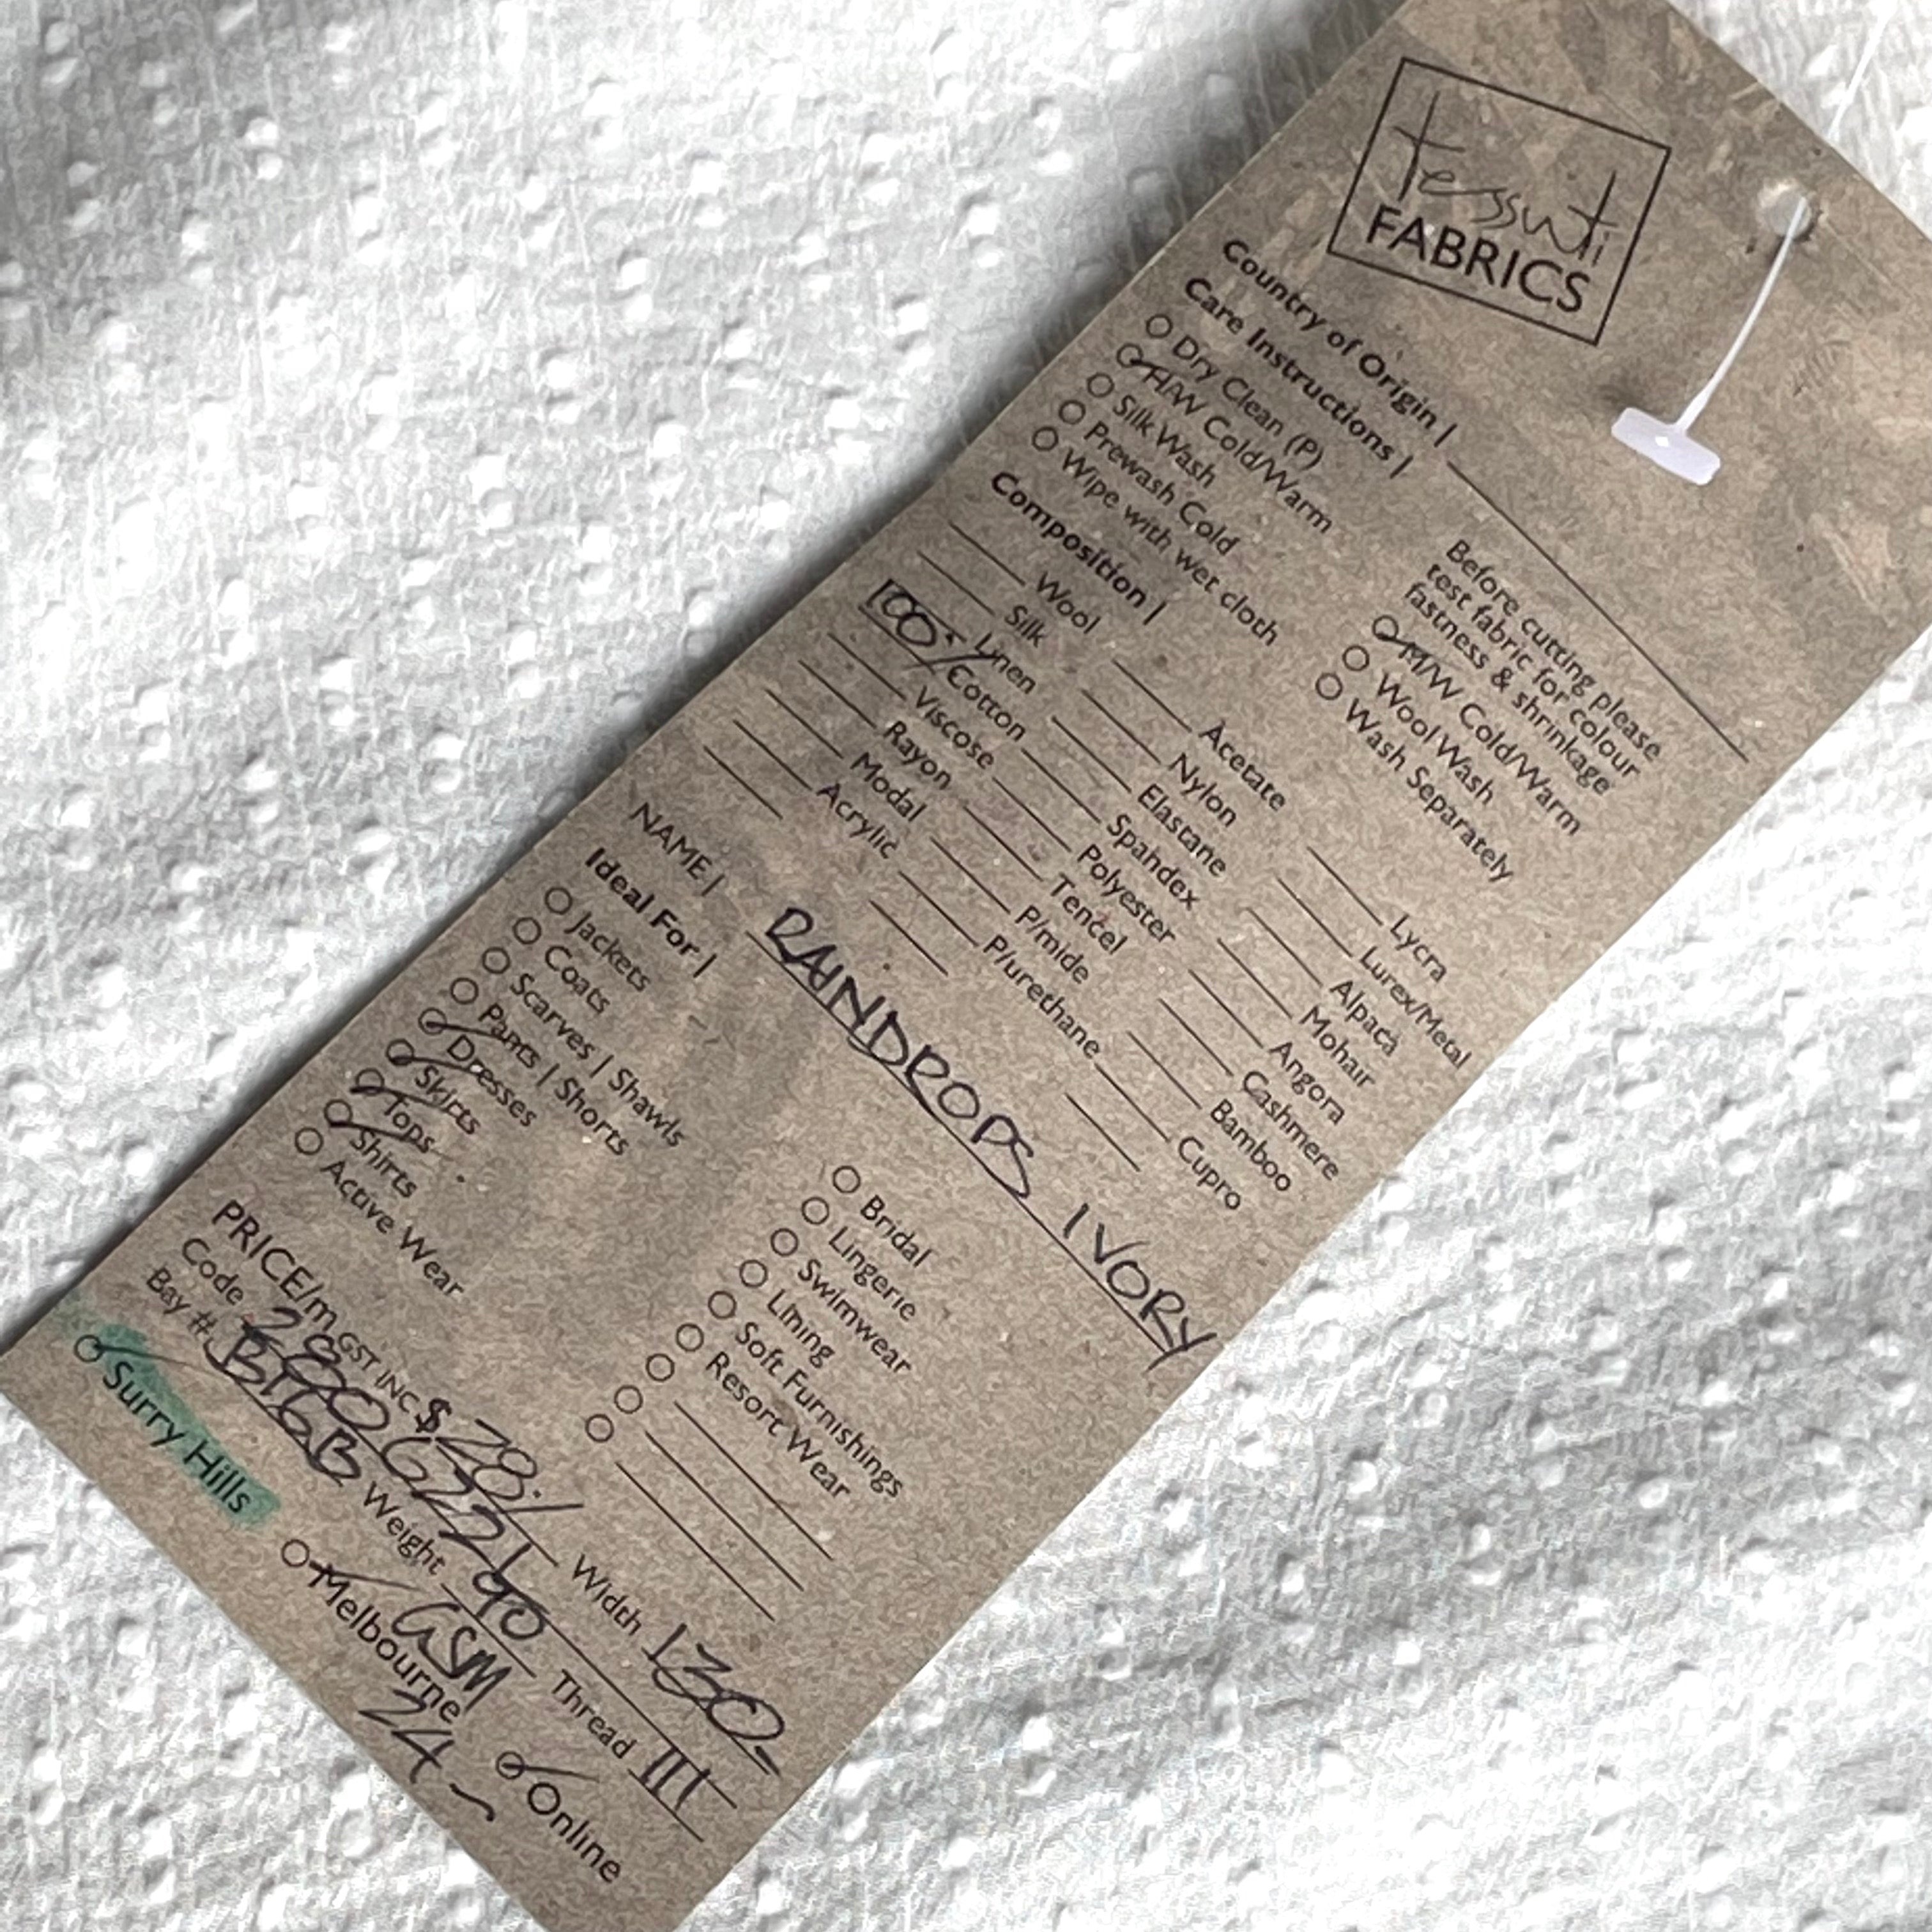 tessuti
FABRICS
Country of Origin |
Care Instructions |
Dry Clean (P)
H/W Cold/Warm
Silk Wash
Prewash Cold
Wipe with wet cloth
Before cutting please
test fabric for colour
fastness & shrinkage
M/W Cold/Warm
Wool Wash
Wash Separately
Composition |
Wool
Silk
Linen
100% Cotton
Viscose
Rayon
Modal
Acrylic
Acetate
Nylon
Elastane
Spandex
Polyester
Tencel
P/mide
P/urethane
Lycra
Lurex/Metal
Alpaca
Mohair
Angora
Cashmere
Bamboo
Cupro
NAME | RAINDROPS IVORY
Ideal For |
Jackets
Coats
Scarves | Shawls
Pants | Shorts
Dresses
Skirts
Tops
Shirts
Active Wear
Bridal
Lingerie
Swimwear
Lining
Soft Furnishings
Resort Wear
PRICE/m GST INC $ 28.- Width 130-
Code Thread III
Bay # B16B Weight 90
GSM
Surry Hills Melbourne Online
24